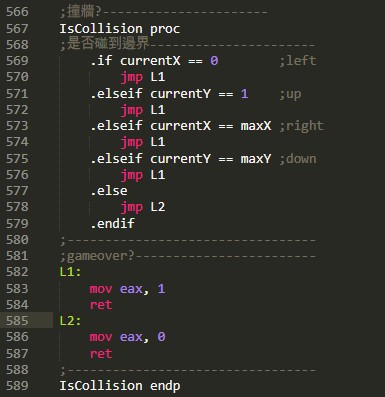 566 ;撞牆?----------------------
567 IsCollision proc
568 ;是否碰到邊界----------------------
569 .if currentX == 0 ;left
570 jmp L1
571 .elseif currentY == 1 ;up
572 jmp L1
573 .elseif currentX == maxX ;right
574 jmp L1
575 .elseif currentY == maxY ;down
576 jmp L1
577 .else
578 jmp L2
579 .endif
580 ;---------------------------------
581 ;gameover?------------------------
582 L1:
583 mov eax, 1
584 ret
585 L2:
586 mov eax, 0
587 ret
588 ;---------------------------------
589 IsCollision endp